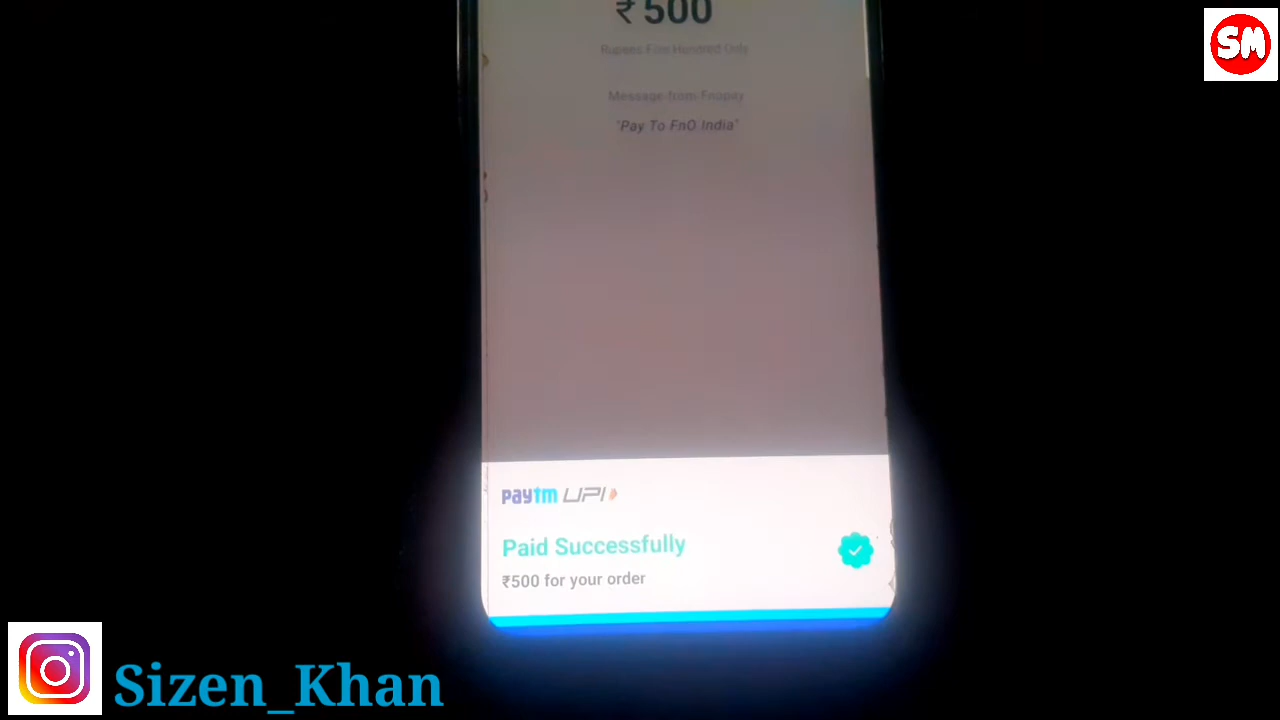 SM
₹500
Rupees Five Hundred Only
Message from Fnopay
'Pay To FnO India'
paytm UPI
Paid Successfully
₹500 for your order
Sizen_Khan